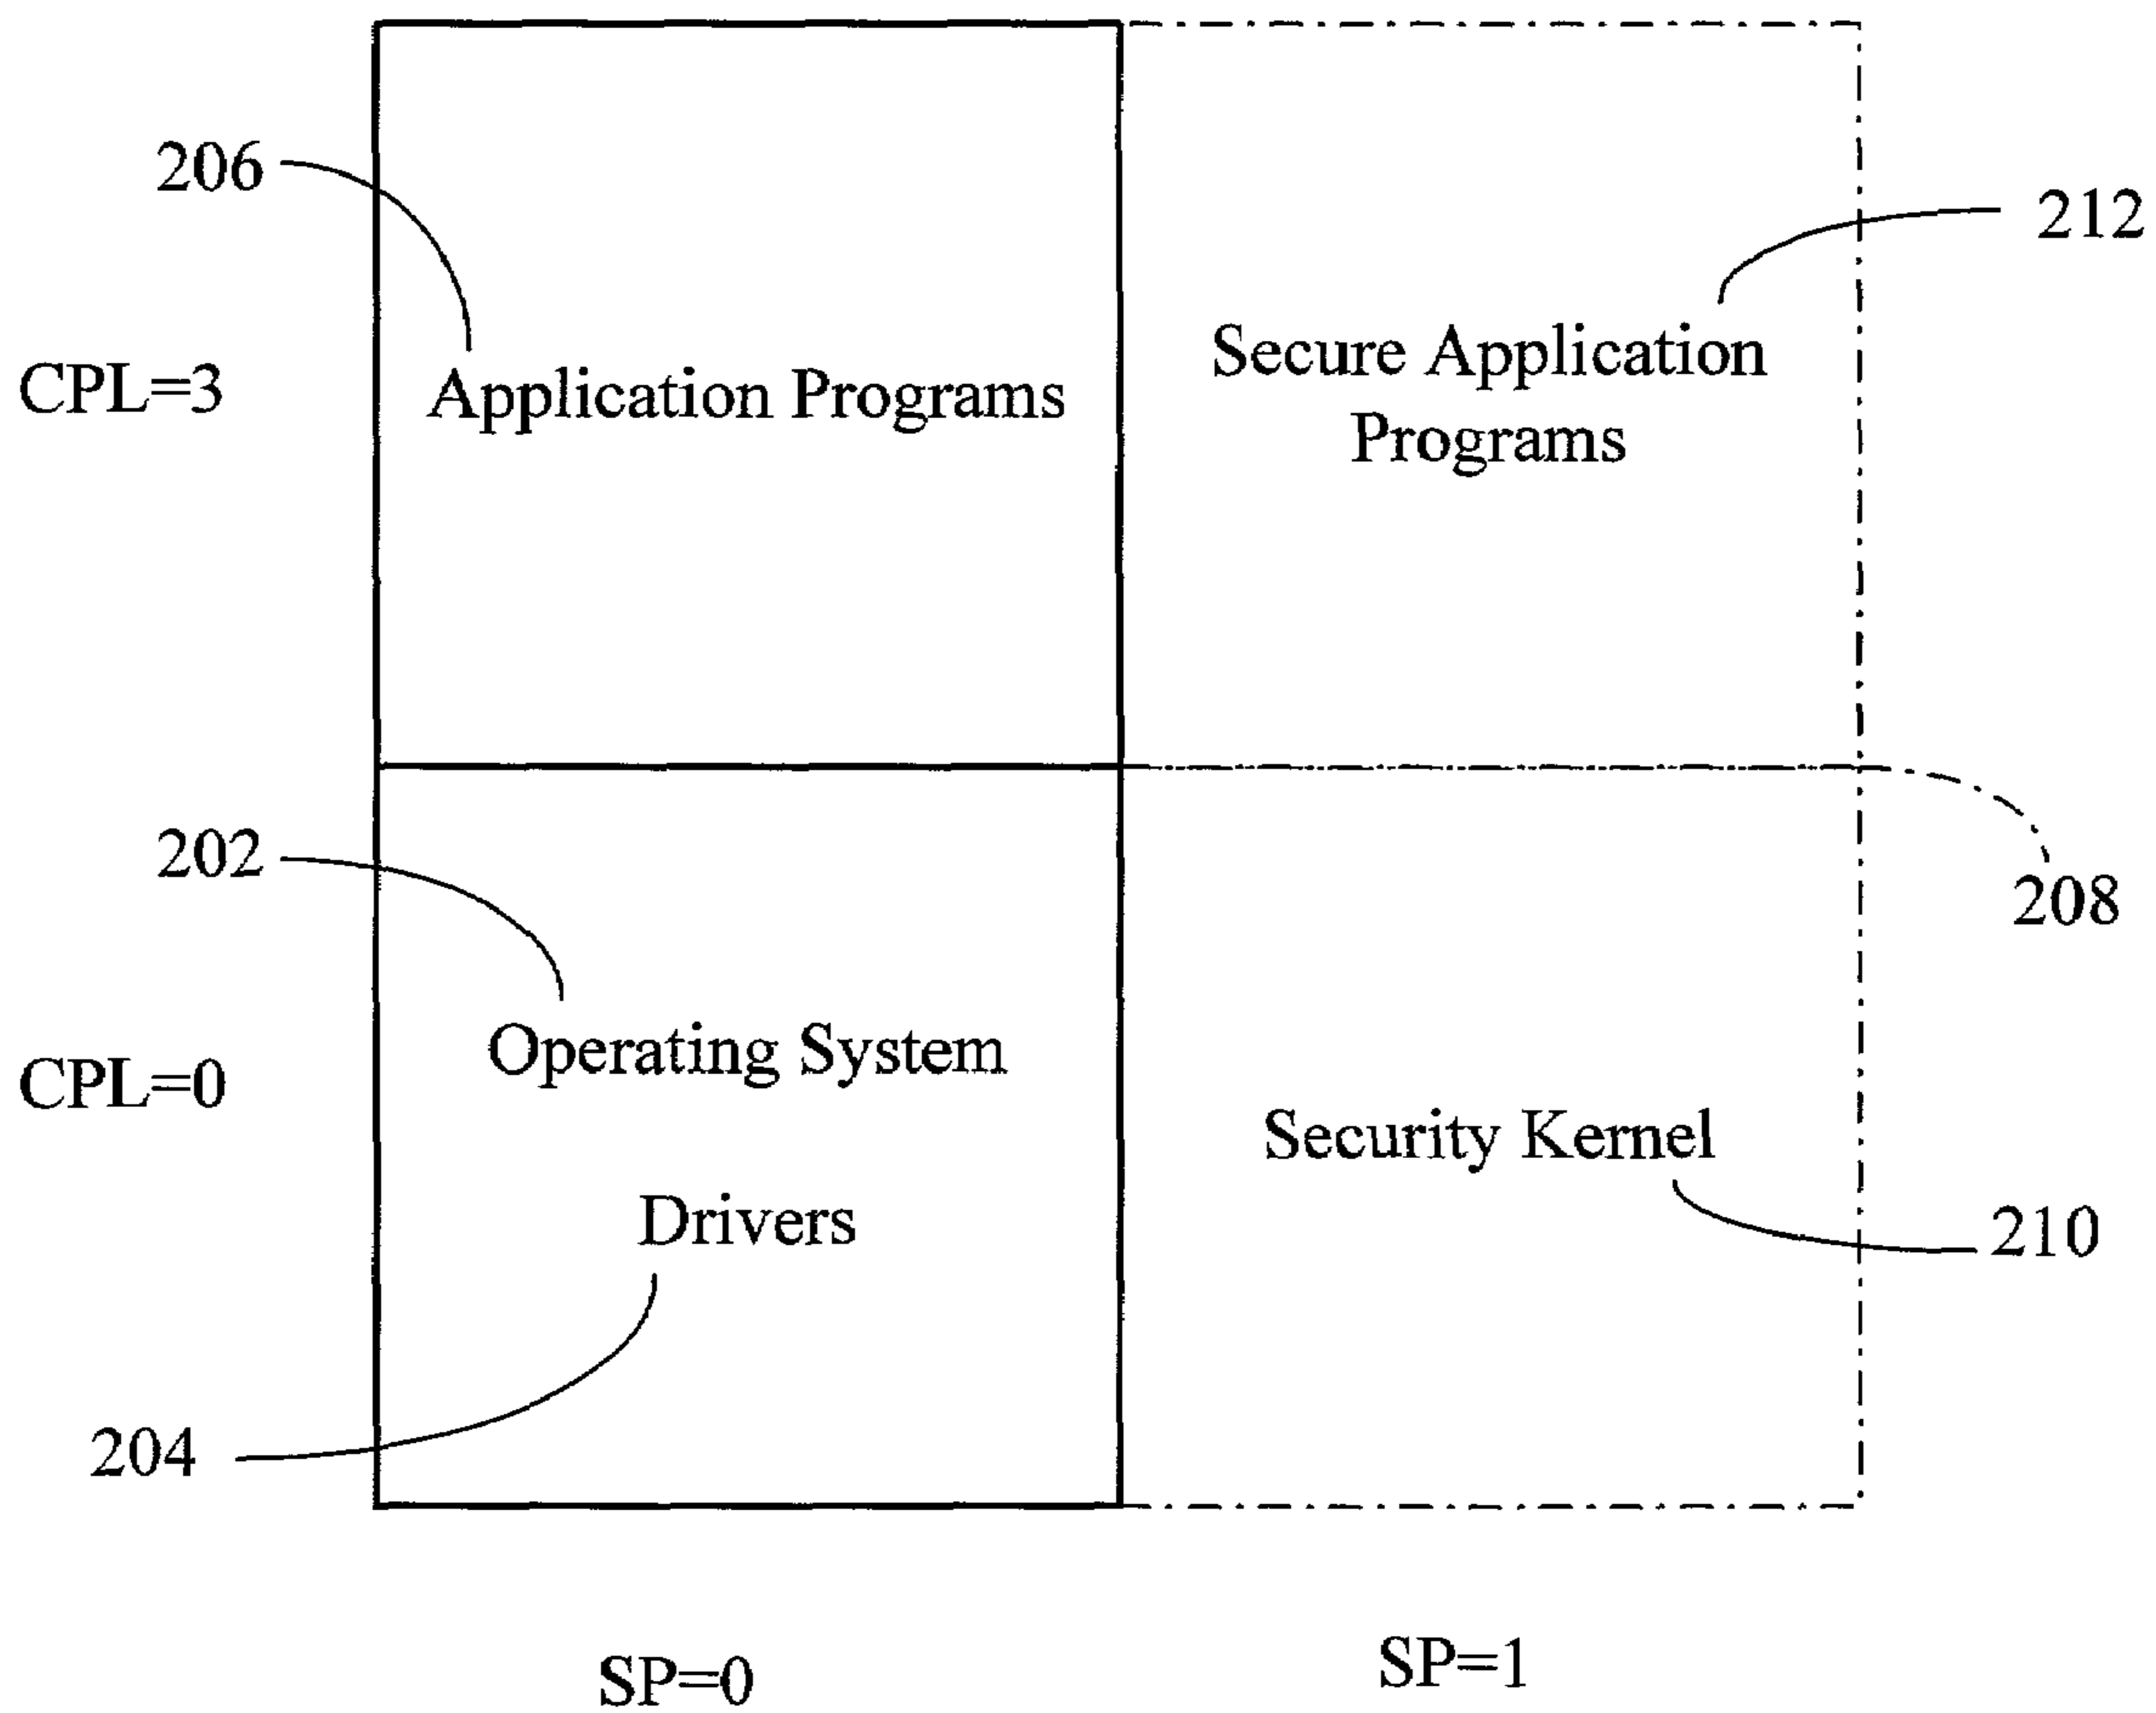 206
212
CPL=3
Application Programs
Secure Application
Programs
202
208
CPL=0
Operating System
Security Kernel
Drivers
210
204
SP=0
SP=1